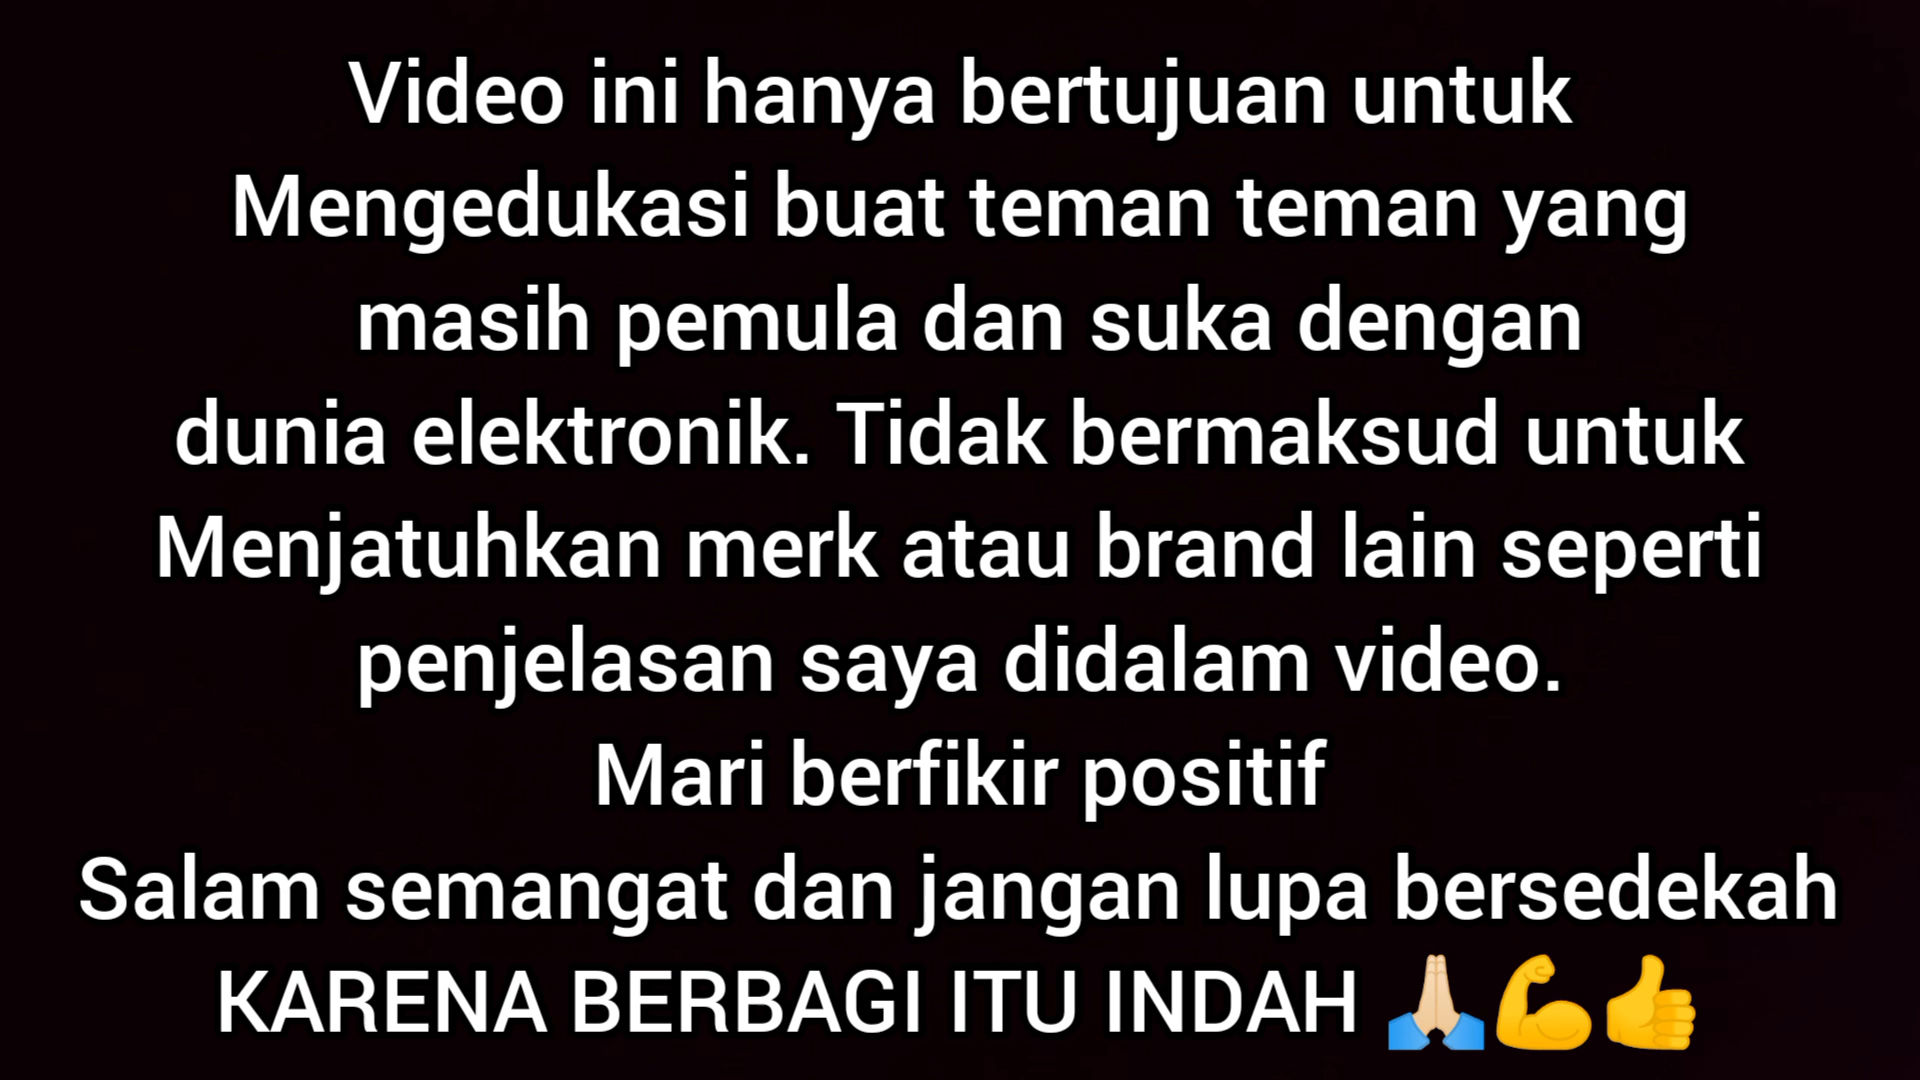 Video ini hanya bertujuan untuk
Mengedukasi buat teman teman yang
masih pemula dan suka dengan
dunia elektronik. Tidak bermaksud untuk
Menjatuhkan merk atau brand lain seperti
penjelasan saya didalam video.
Mari berfikir positif
Salam semangat dan jangan lupa bersedekah
KARENA BERBAGI ITU INDAH 🙏🏻💪👍